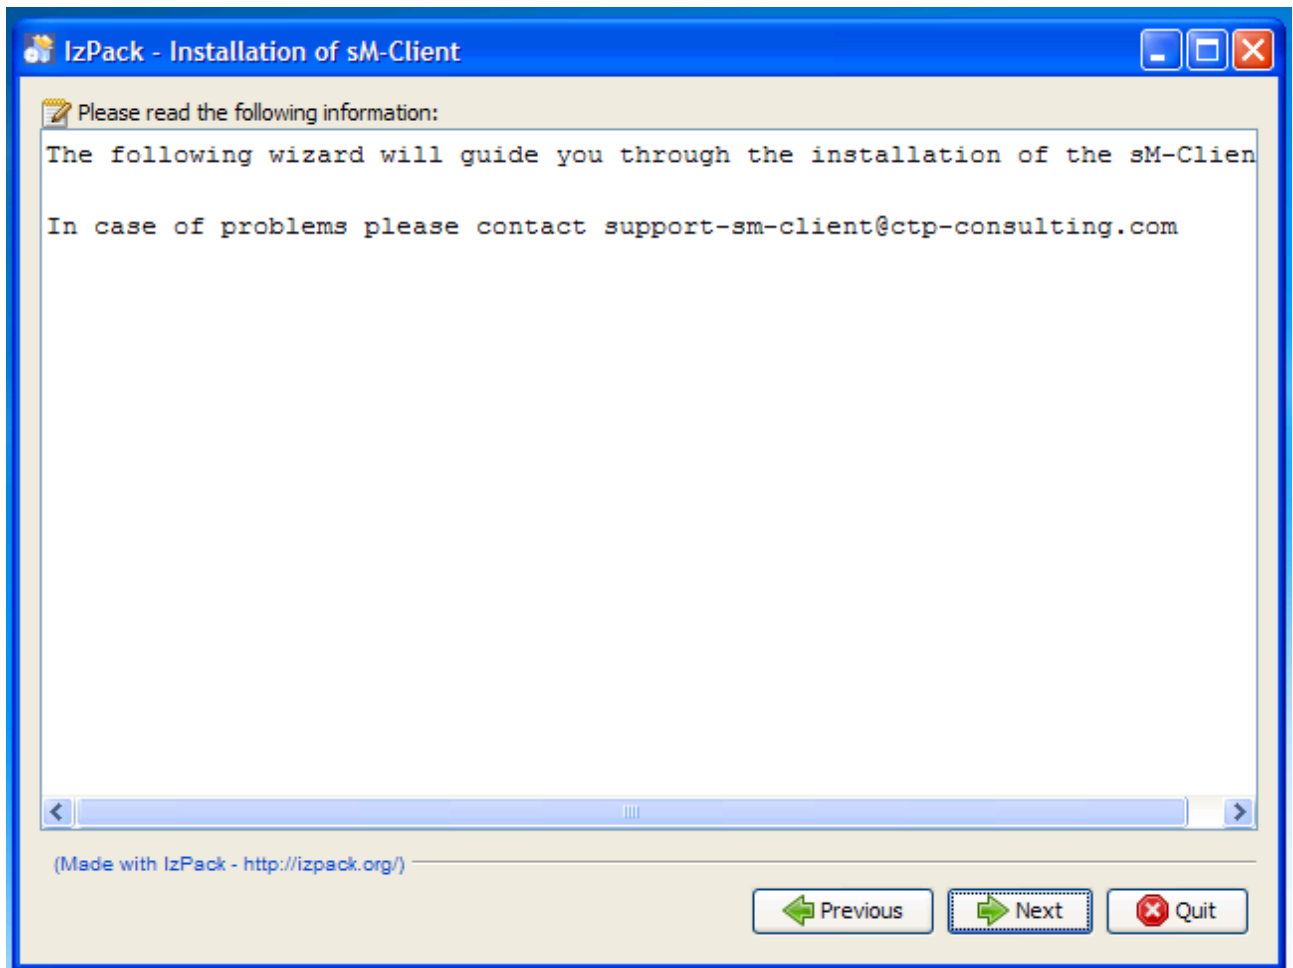 IzPack - Installation of sM-Client
Please read the following information:
The following wizard will guide you through the installation of the sM-Clien
In case of problems please contact support-sm-client@ctp-consulting.com
(Made with IzPack - http://izpack.org/)
Previous
Next
Quit